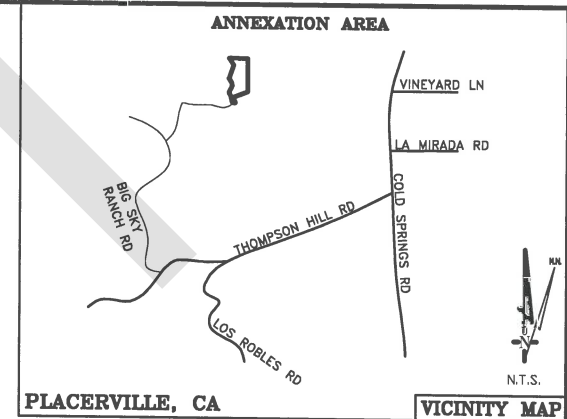 ANNEXATION AREA
VINEYARD LN
LA MIRADA RD
BIG SKY
RANCH RD
THOMPSON HILL RD
COLD SPRINGS RD
LOS ROBLES RD
N.T.S.
PLACERVILLE, CA
VICINITY MAP